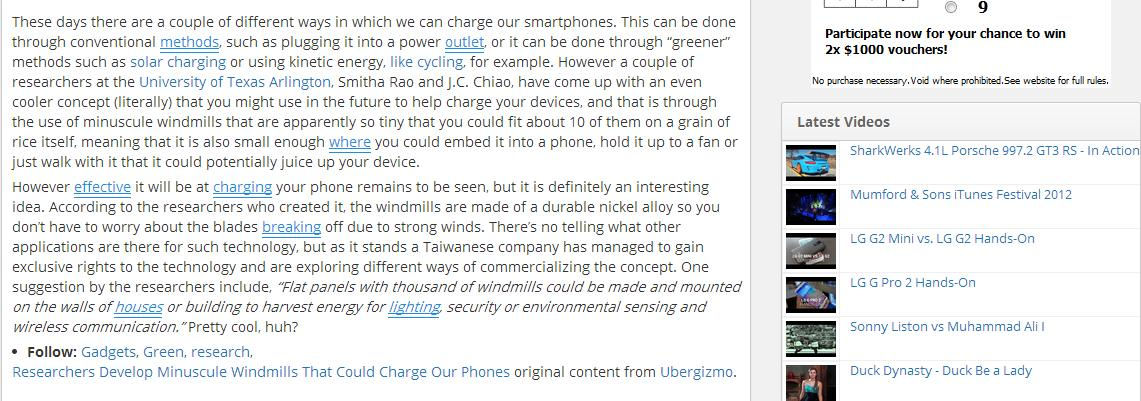 These days there are a couple of different ways in which we can charge our smartphones. This can be done
through conventional methods, such as plugging it into a power outlet, or it can be done through “greener”
methods such as solar charging or using kinetic energy, like cycling, for example. However a couple of
researchers at the University of Texas Arlington, Smitha Rao and J.C. Chiao, have come up with an even
cooler concept (literally) that you might use in the future to help charge your devices, and that is through
the use of minuscule windmills that are apparently so tiny that you could fit about 10 of them on a grain of
rice itself, meaning that it is also small enough where you could embed it into a phone, hold it up to a fan or
just walk with it that it could potentially juice up your device.
However effective it will be at charging your phone remains to be seen, but it is definitely an interesting
idea. According to the researchers who created it, the windmills are made of a durable nickel alloy so you
don’t have to worry about the blades breaking off due to strong winds. There’s no telling what other
applications are there for such technology, but as it stands a Taiwanese company has managed to gain
exclusive rights to the technology and are exploring different ways of commercializing the concept. One
suggestion by the researchers include, “Flat panels with thousand of windmills could be made and mounted
on the walls of houses or building to harvest energy for lighting, security or environmental sensing and
wireless communication.” Pretty cool, huh?
• Follow: Gadgets, Green, research,
Researchers Develop Minuscule Windmills That Could Charge Our Phones original content from Ubergizmo.
9
Participate now for your chance to win
2x $1000 vouchers!
No purchase necessary. Void where prohibited. See website for full rules.
Latest Videos
SharkWerks 4.1L Porsche 997.2 GT3 RS - In Action
Mumford & Sons iTunes Festival 2012
LG G2 Mini vs. LG G2 Hands-On
LG G Pro 2 Hands-On
Sonny Liston vs Muhammad Ali I
Duck Dynasty - Duck Be a Lady